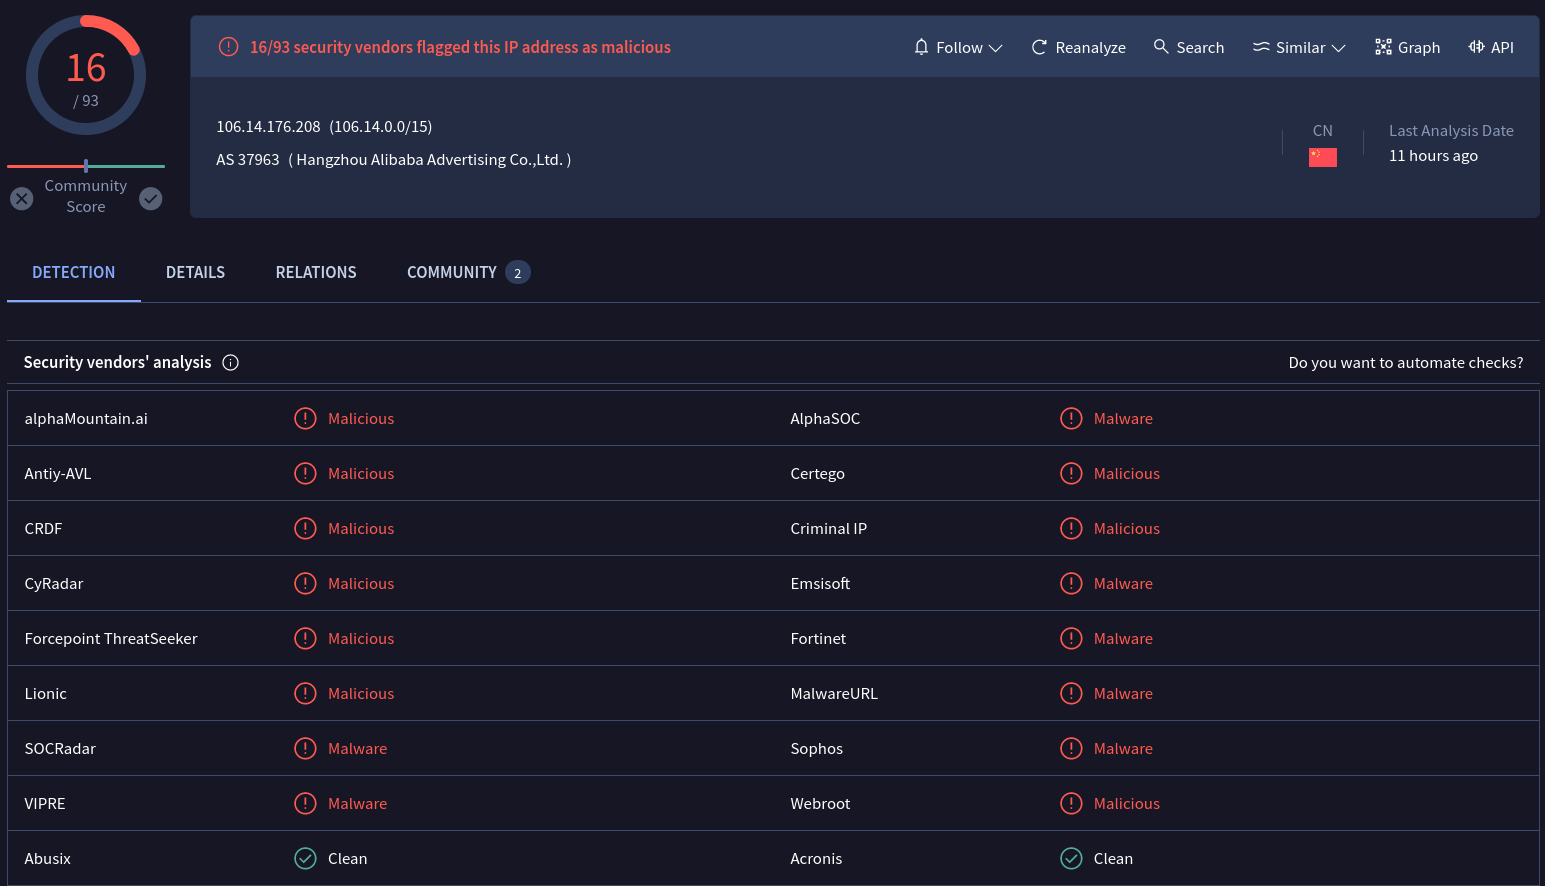 16
/ 93
Community
Score
16/93 security vendors flagged this IP address as malicious
Follow Reanalyze Search Similar Graph API
106.14.176.208 (106.14.0.0/15)
AS 37963 ( Hangzhou Alibaba Advertising Co.,Ltd. )
CN
Last Analysis Date
11 hours ago
DETECTION DETAILS RELATIONS COMMUNITY 2
Security vendors' analysis Do you want to automate checks?
alphaMountain.ai Malicious AlphaSOC Malware
Antiy-AVL Malicious Certego Malicious
CRDF Malicious Criminal IP Malicious
CyRadar Malicious Emsisoft Malware
Forcepoint ThreatSeeker Malicious Fortinet Malware
Lionic Malicious MalwareURL Malware
SOCRadar Malware Sophos Malware
VIPRE Malware Webroot Malicious
Abusix Clean Acronis Clean